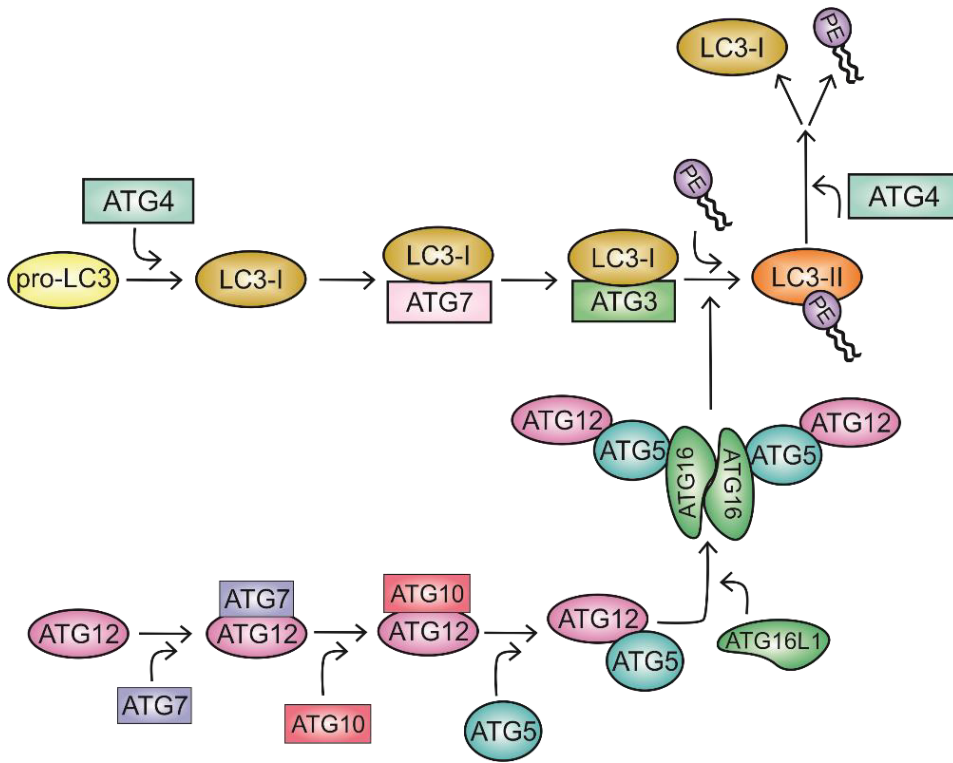 LC3-I
PE
PE
ATG4
ATG4
pro-LC3
LC3-I
LC3-I
ATG7
LC3-I
ATG3
LC3-II
PE
ATG12
ATG5
ATG16
ATG16
ATG5
ATG12
ATG12
ATG7
ATG12
ATG10
ATG12
ATG12
ATG5
ATG16L1
ATG7
ATG10
ATG5